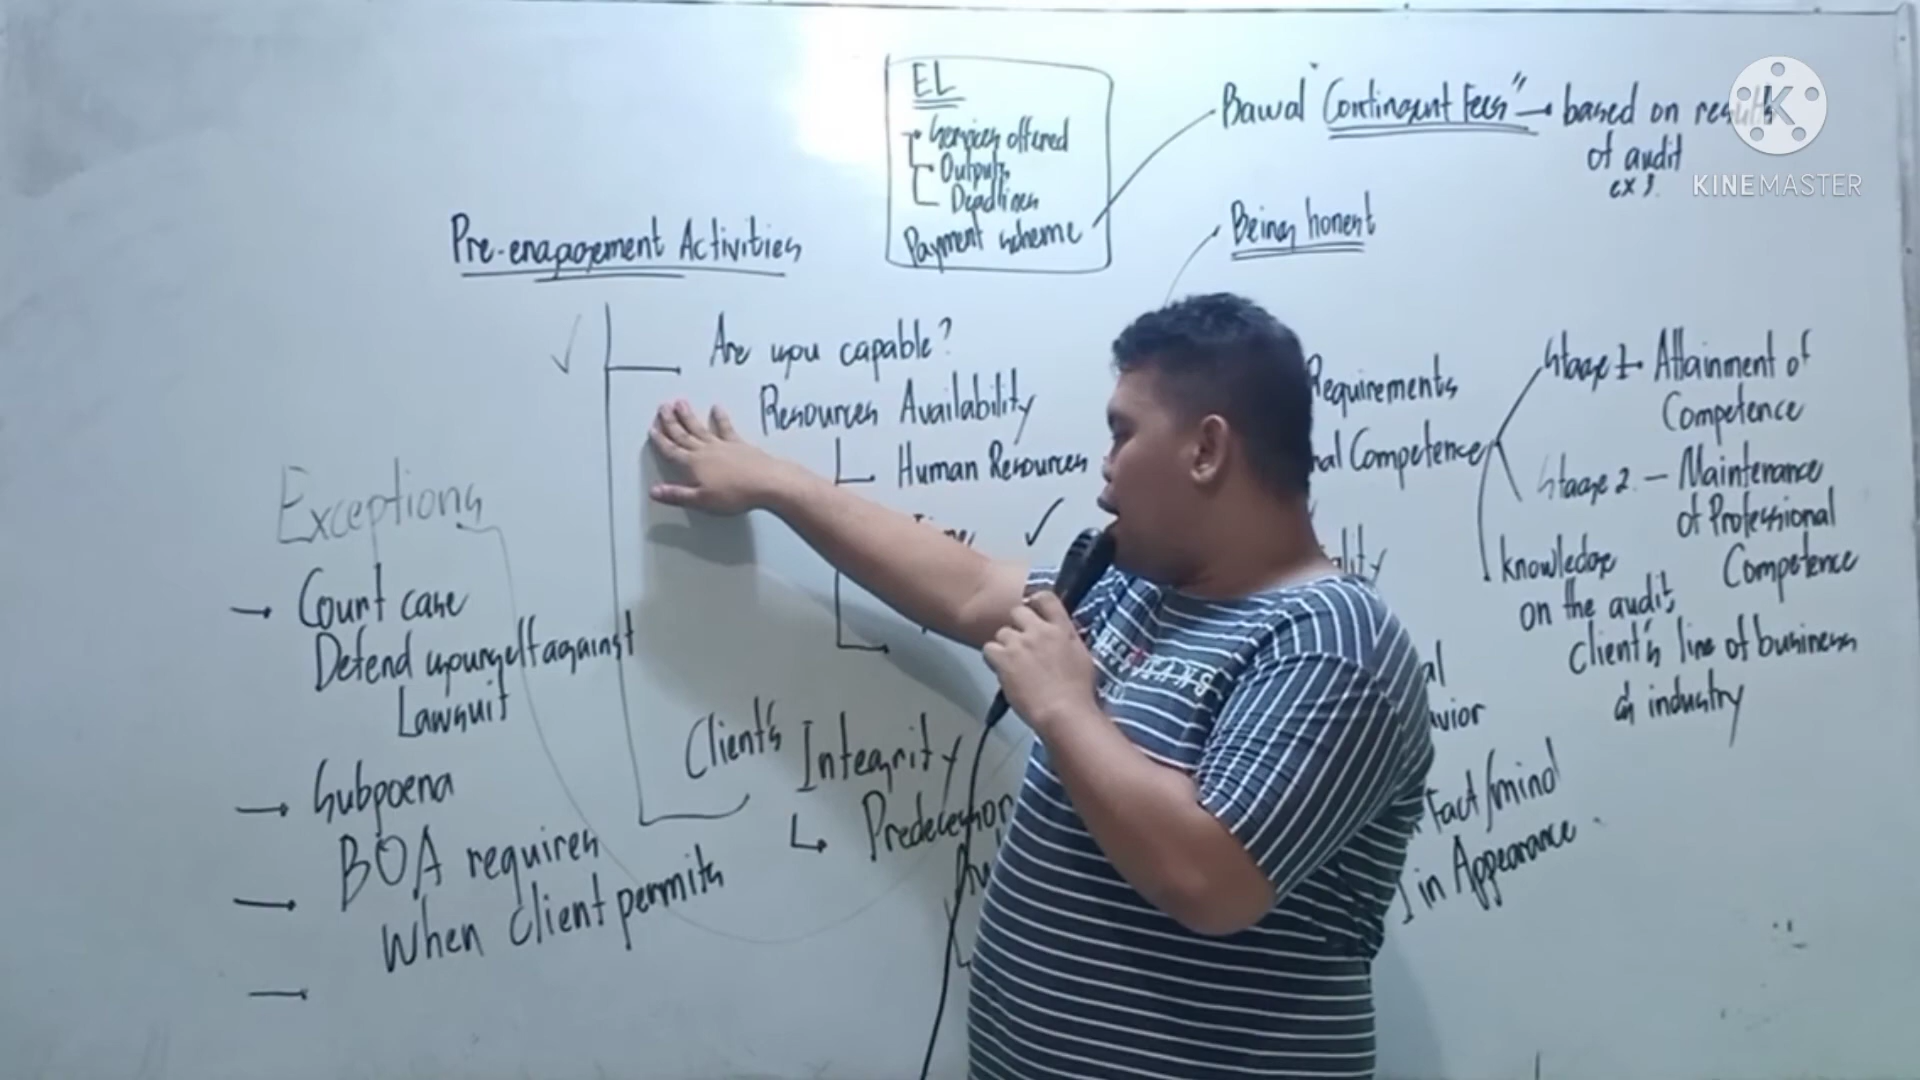 EL
Services offered
Outputs
Deadlines
Payment scheme
Bawal "Contingent Fees" → based on results
of audit
KINEMASTER
Being honest
Pre-engagement Activities
Are you capable?
Resources Availability
Human Resources
Requirements
Competence
Stage 1 - Attainment of
Competence
Stage 2 - Maintenance
of Professional
Competence
knowledge
on the audit
client's line of business
& industry
Exceptions
Court case
Defend yourself against
Lawsuit
Subpoena
BOA requires
When client permits
Client's Integrity
Predecessor
Fact/mind
I in Appearance